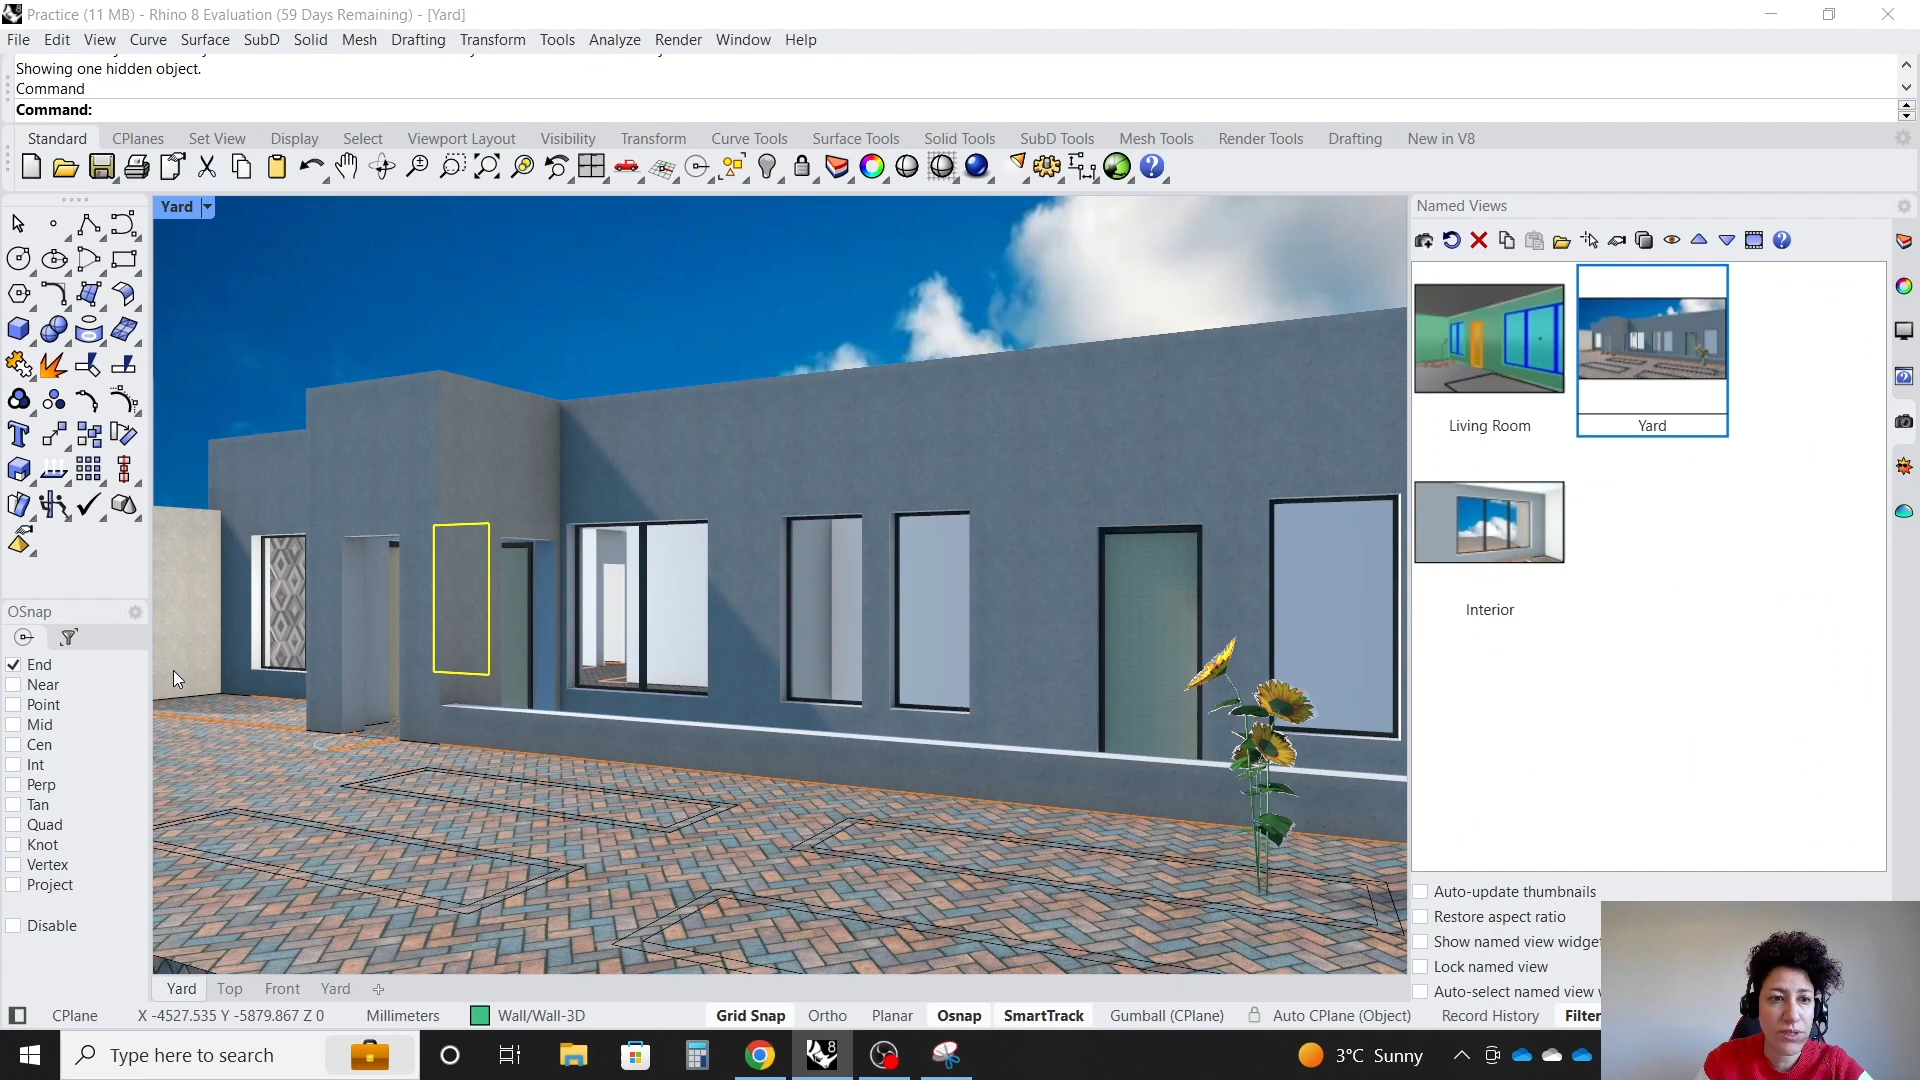 Practice (11 MB) - Rhino 8 Evaluation (59 Days Remaining) - [Yard]
File Edit View Curve Surface SubD Solid Mesh Drafting Transform Tools Analyze Render Window Help
Showing one hidden object.
Command
Command:
Standard CPlanes Set View Display Select Viewport Layout Visibility Transform Curve Tools Surface Tools Solid Tools SubD Tools Mesh Tools Render Tools Drafting New in V8
Yard
Named Views
Living Room
Yard
Interior
OSnap
End
Near
Point
Mid
Cen
Int
Perp
Tan
Quad
Knot
Vertex
Project
Disable
Auto-update thumbnails
Restore aspect ratio
Show named view widget
Lock named view
Auto-select named view
Yard Top Front Yard
CPlane X -4527.535 Y -5879.867 Z 0 Millimeters Wall/Wall-3D Grid Snap Ortho Planar Osnap SmartTrack Gumball (CPlane) Auto CPlane (Object) Record History Filter
Type here to search
8
3°C Sunny